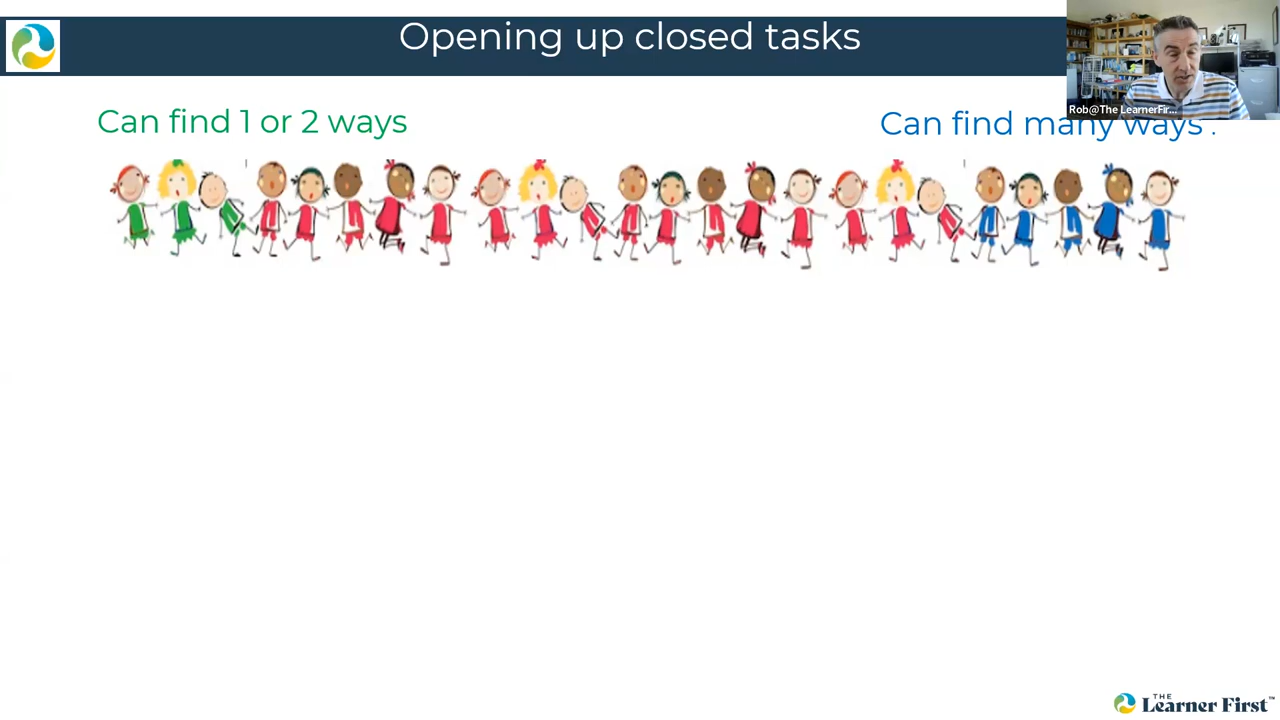 Opening up closed tasks
Rob@The LearnerFir...
Can find 1 or 2 ways
Can find many ways .
THE
Learner First™